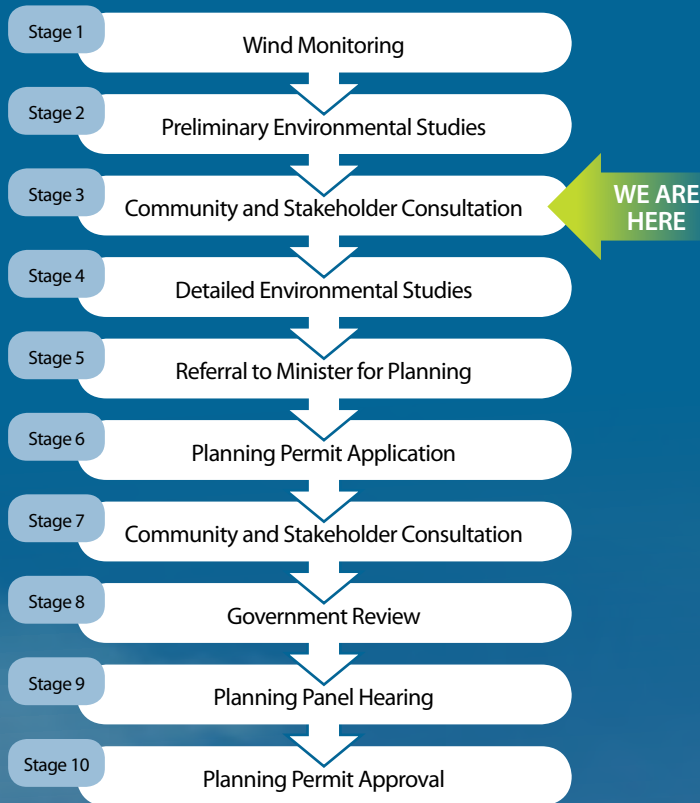 Stage 1
Wind Monitoring
Stage 2
Preliminary Environmental Studies
Stage 3
Community and Stakeholder Consultation
WE ARE
HERE
Stage 4
Detailed Environmental Studies
Stage 5
Referral to Minister for Planning
Stage 6
Planning Permit Application
Stage 7
Community and Stakeholder Consultation
Stage 8
Government Review
Stage 9
Planning Panel Hearing
Stage 10
Planning Permit Approval